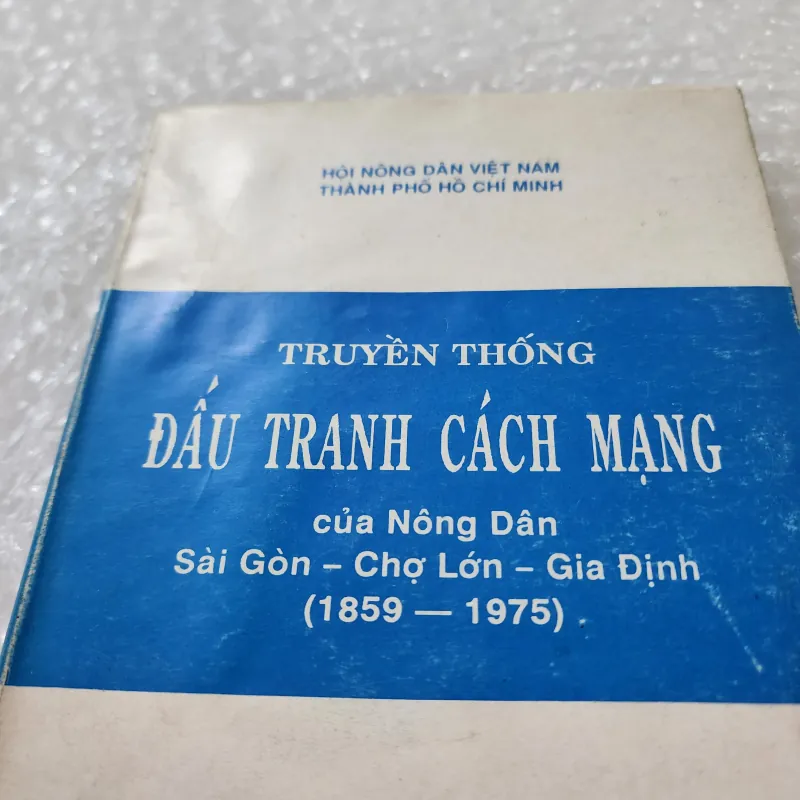 HỘI NÔNG DÂN VIỆT NAM
THÀNH PHỐ HỒ CHÍ MINH
TRUYỀN THỐNG
ĐẤU TRANH CÁCH MẠNG
của Nông Dân
Sài Gòn – Chợ Lớn – Gia Định
(1859 — 1975)